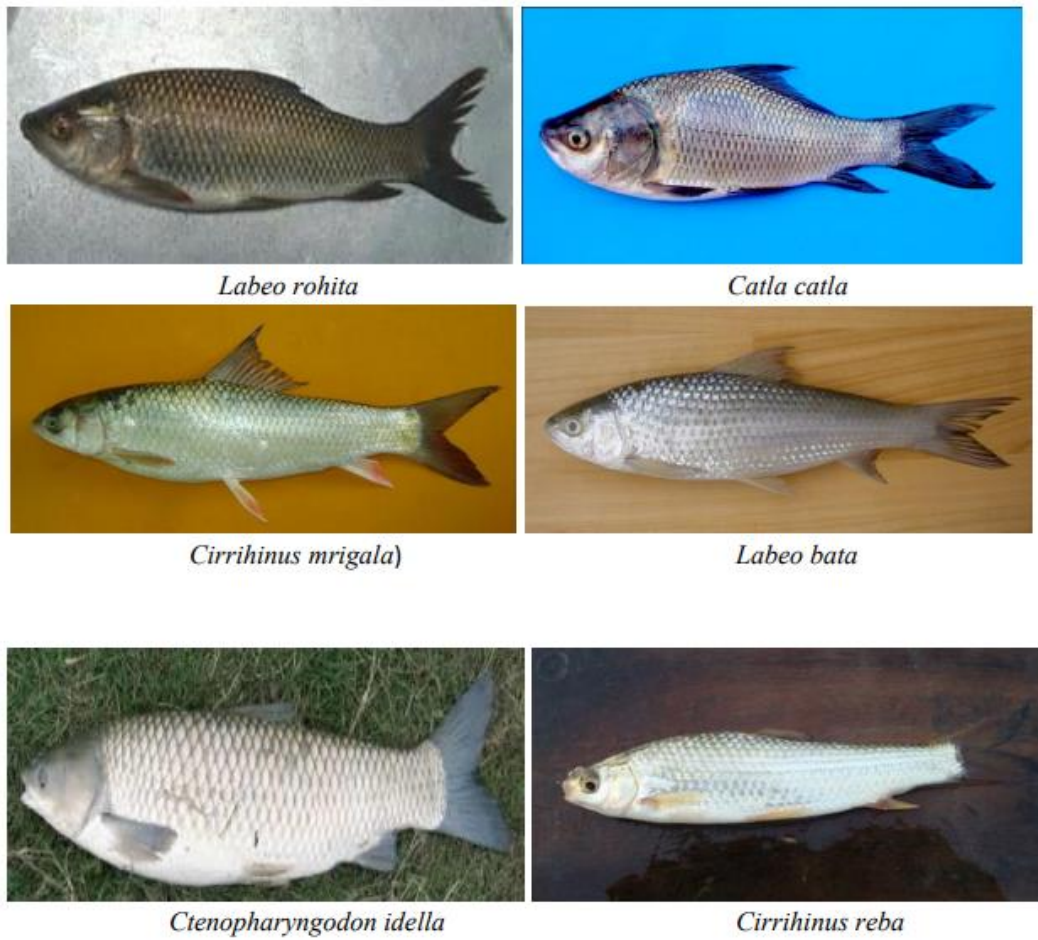 Labeo rohita
Catla catla
Cirrihinus mrigala)
Labeo bata
Ctenopharyngodon idella
Cirrihinus reba